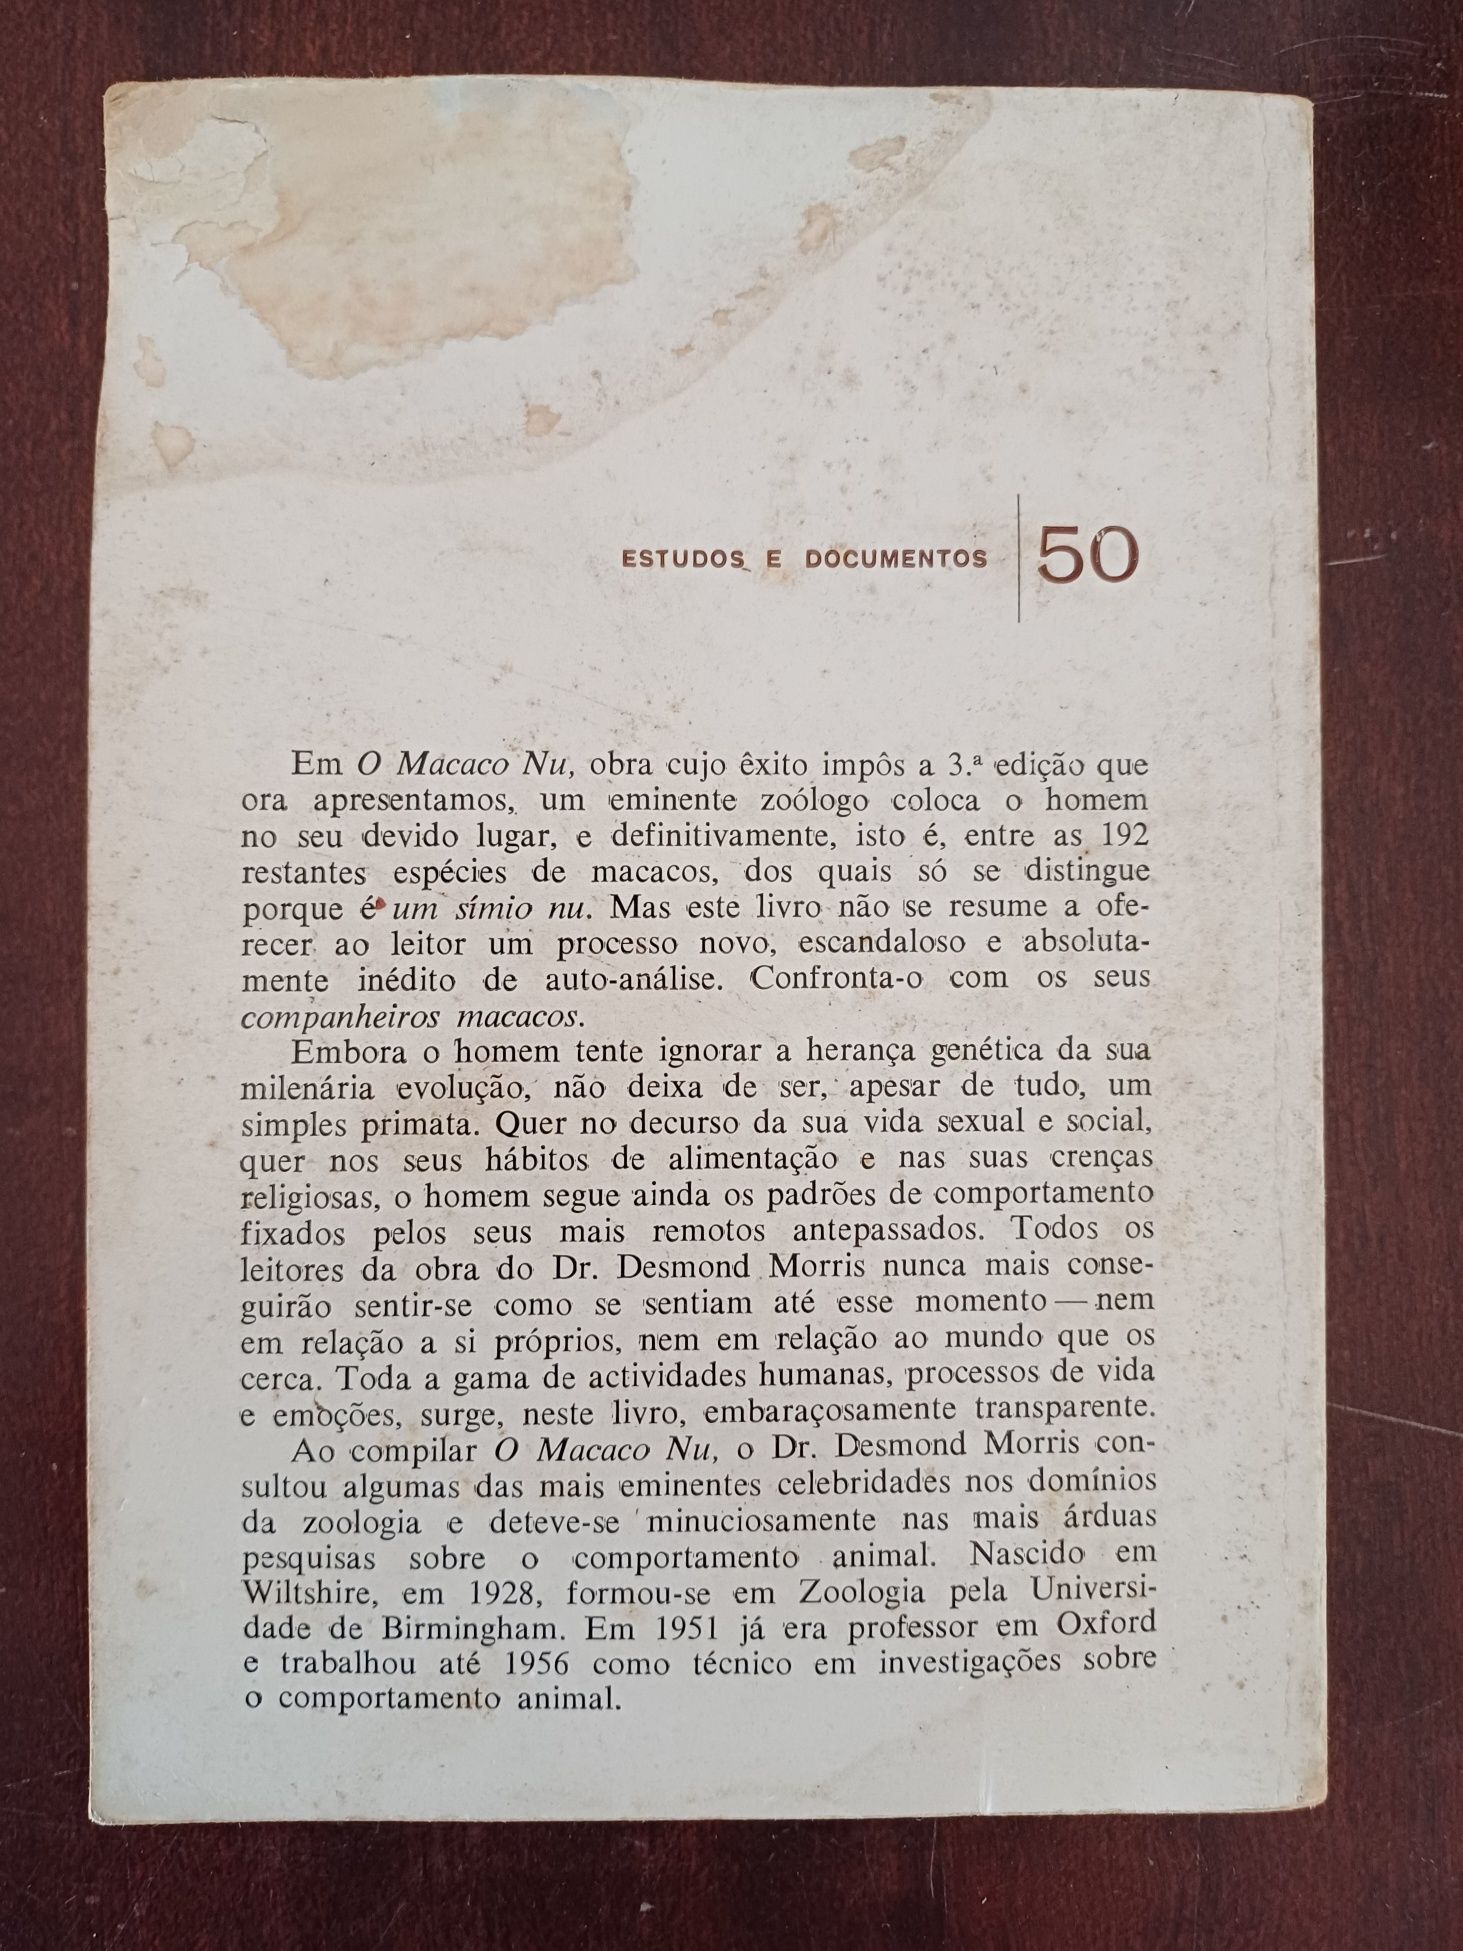 ESTUDOS E DOCUMENTOS 50
Em O Macaco Nu, obra cujo êxito impôs a 3.ª edição que
ora apresentamos, um eminente zoólogo coloca o homem
no seu devido lugar, e definitivamente, isto é, entre as 192
restantes espécies de macacos, dos quais só se distingue
porque é um símio nu. Mas este livro não se resume a ofe-
recer ao leitor um processo novo, escandaloso e absoluta-
mente inédito de auto-análise. Confronta-o com os seus
companheiros macacos.
Embora o homem tente ignorar a herança genética da sua
milenária evolução, não deixa de ser, apesar de tudo, um
simples primata. Quer no decurso da sua vida sexual e social,
quer nos seus hábitos de alimentação e nas suas crenças
religiosas, o homem segue ainda os padrões de comportamento
fixados pelos seus mais remotos antepassados. Todos os
leitores da obra do Dr. Desmond Morris nunca mais conse-
guirão sentir-se como se sentiam até esse momento — nem
em relação a si próprios, nem em relação ao mundo que os
cerca. Toda a gama de actividades humanas, processos de vida
e emoções, surge, neste livro, embaraçosamente transparente.
Ao compilar O Macaco Nu, o Dr. Desmond Morris con-
sultou algumas das mais eminentes celebridades nos domínios
da zoologia e deteve-se minuciosamente nas mais árduas
pesquisas sobre o comportamento animal. Nascido em
Wiltshire, em 1928, formou-se em Zoologia pela Universi-
dade de Birmingham. Em 1951 já era professor em Oxford
e trabalhou até 1956 como técnico em investigações sobre
o comportamento animal.